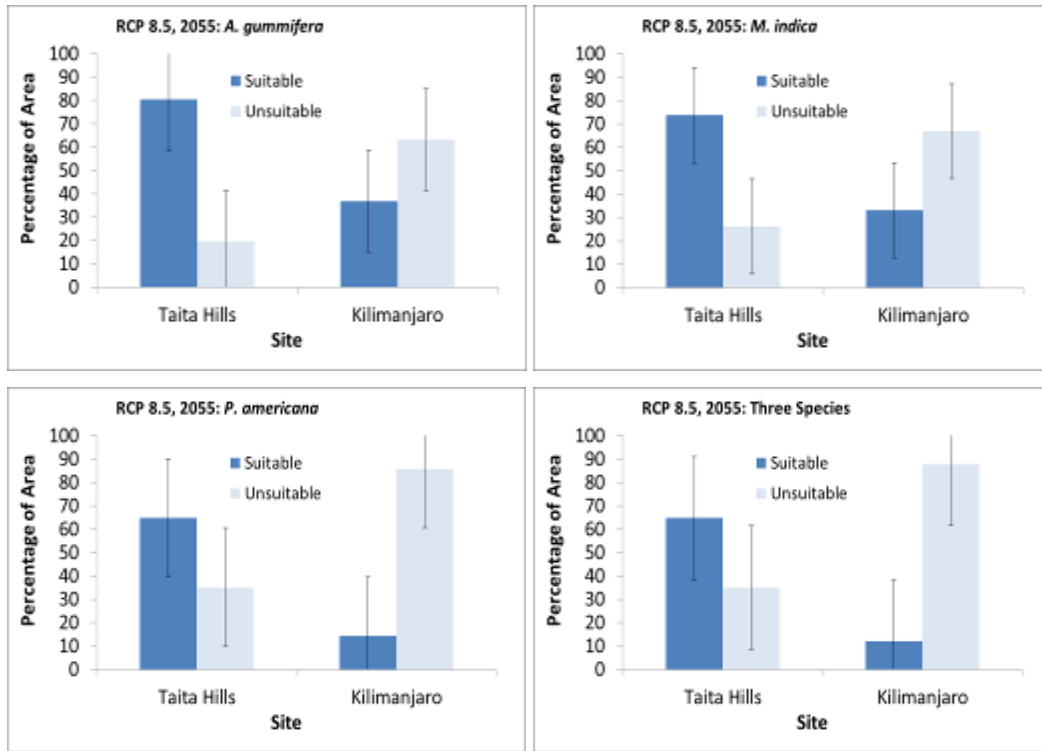 RCP 8.5, 2055: A. gummifera
100
90
80
70
60
50
40
30
20
10
0
Percentage of Area
Suitable
Unsuitable
Taita Hills Kilimanjaro
Site
RCP 8.5, 2055: M. indica
100
90
80
70
60
50
40
30
20
10
0
Percentage of Area
Suitable
Unsuitable
Taita Hills Kilimanjaro
Site
RCP 8.5, 2055: P. americana
100
90
80
70
60
50
40
30
20
10
0
Percentage of Area
Suitable
Unsuitable
Taita Hills Kilimanjaro
Site
RCP 8.5, 2055: Three Species
100
90
80
70
60
50
40
30
20
10
0
Percentage of Area
Suitable
Unsuitable
Taita Hills Kilimanjaro
Site